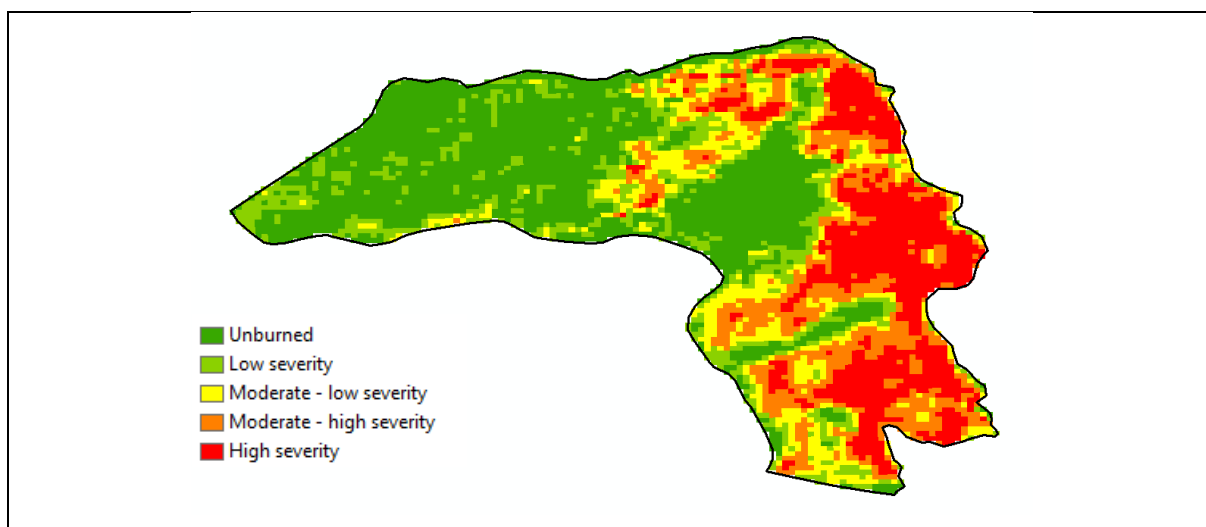 Unburned
Low severity
Moderate - low severity
Moderate - high severity
High severity